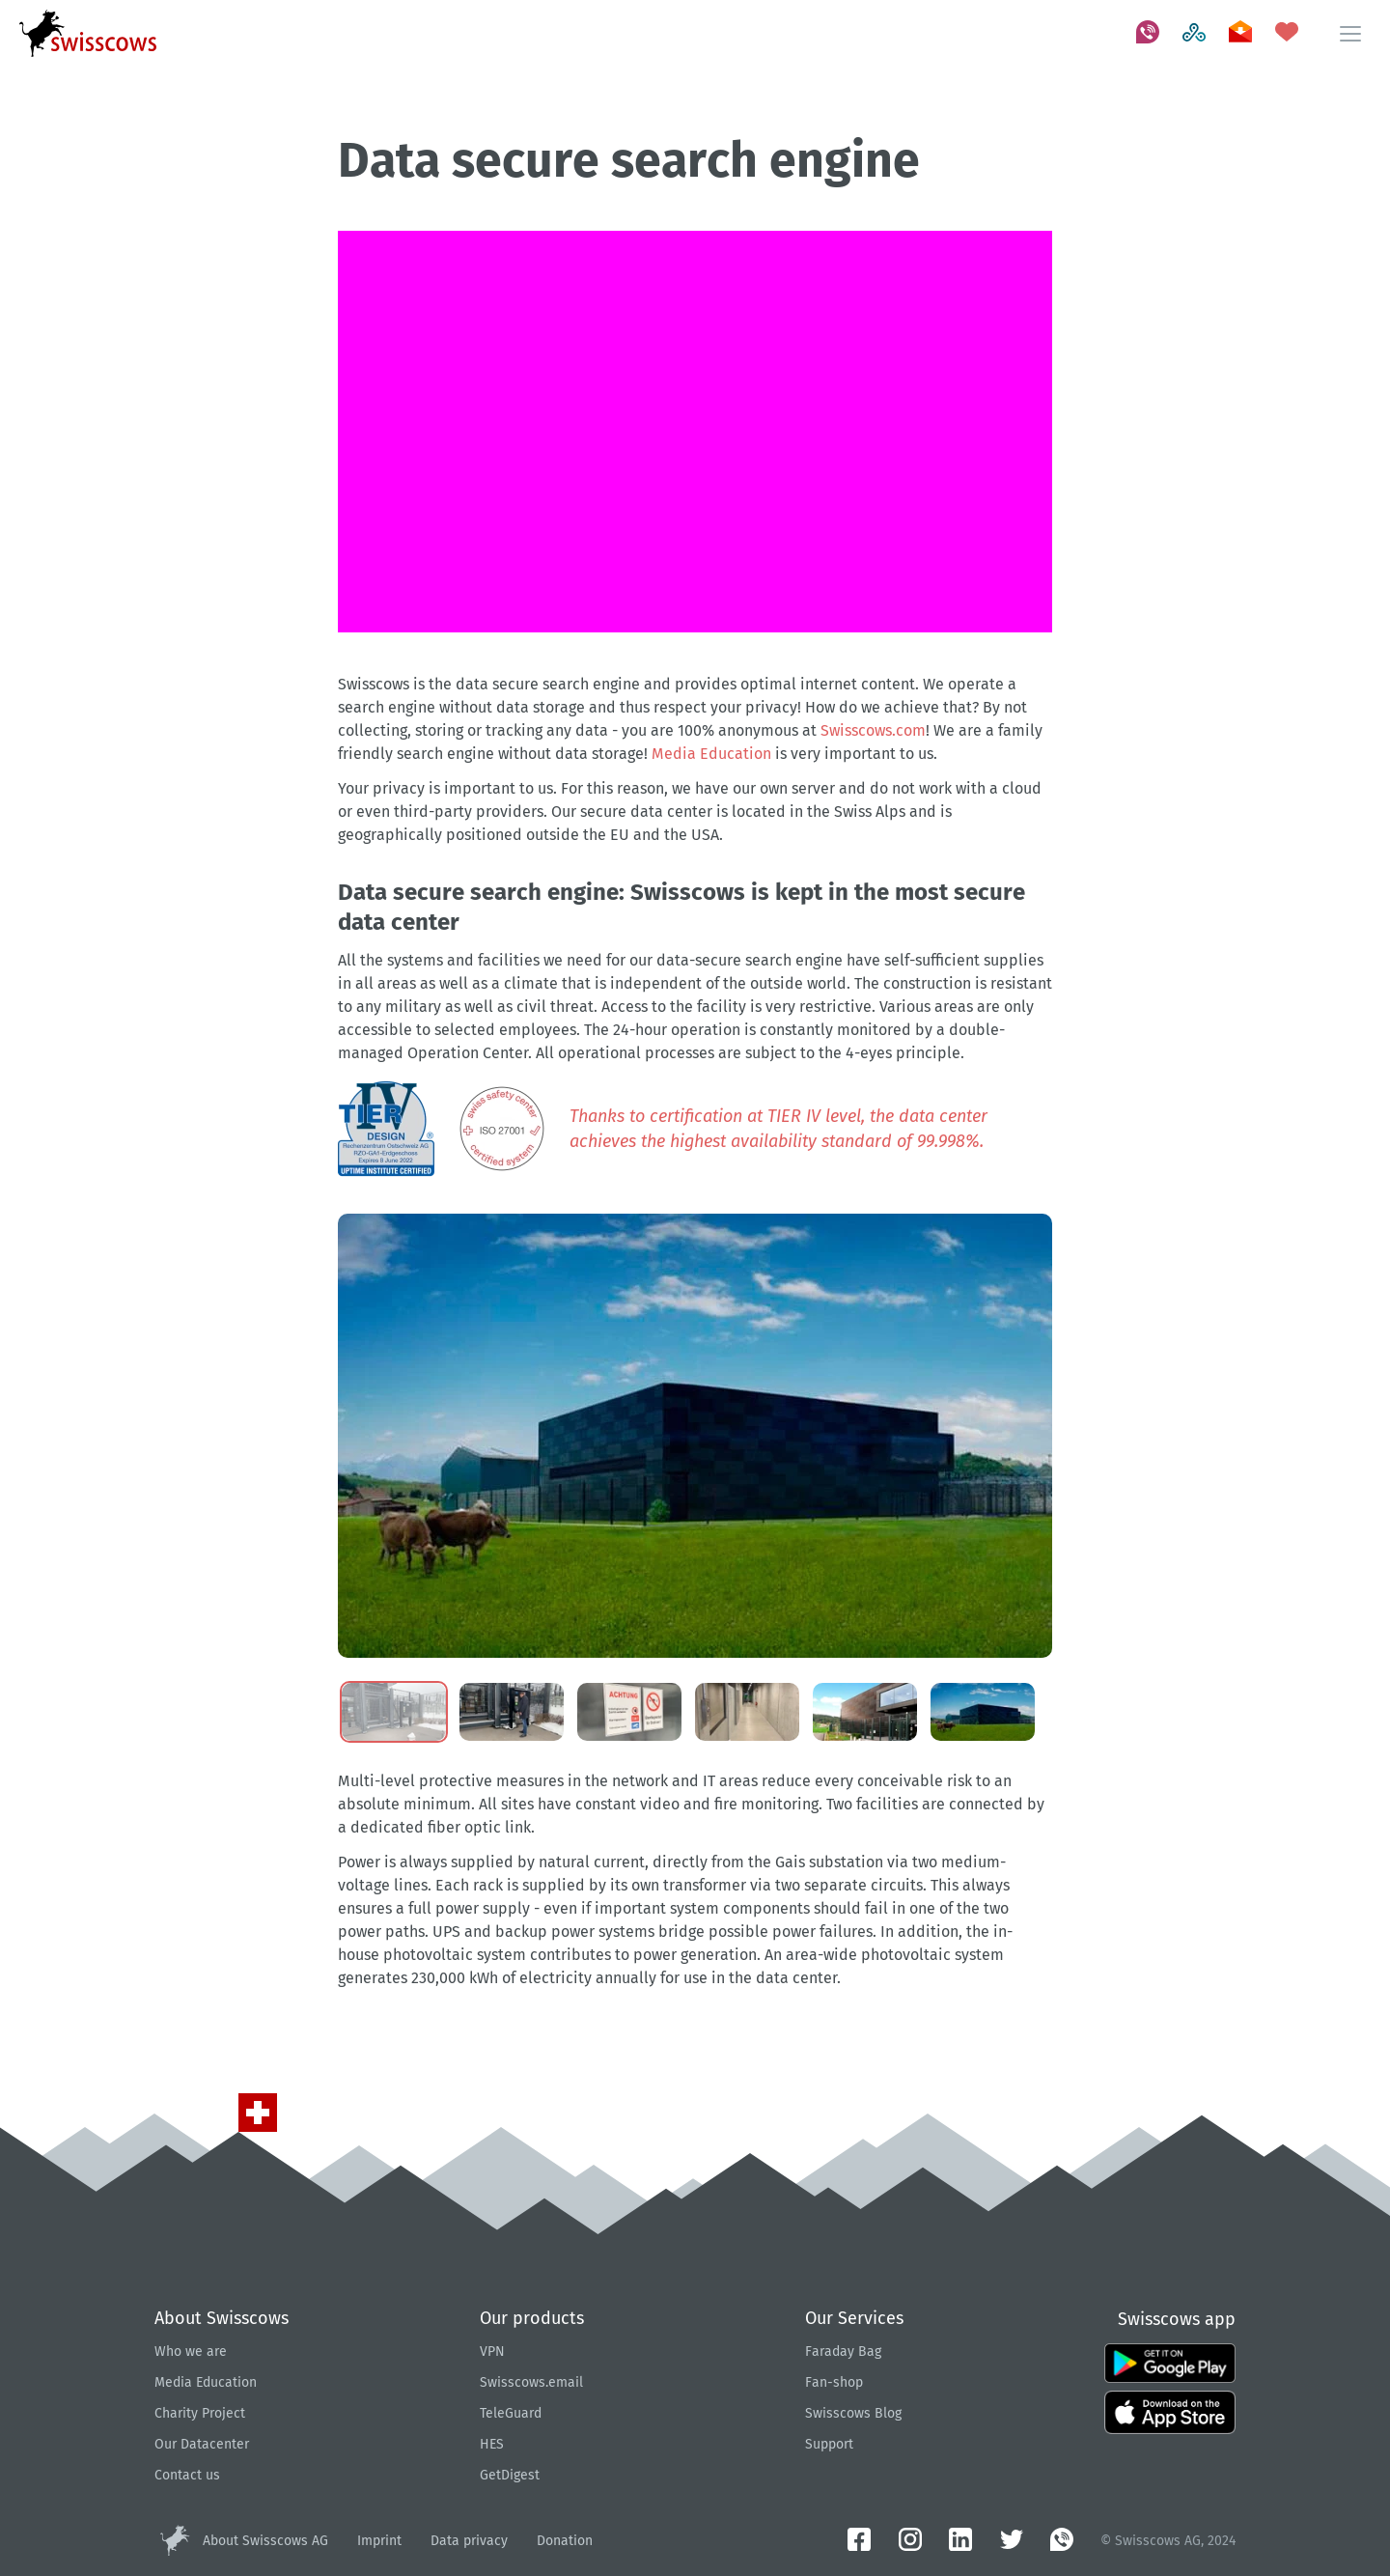 swisscows
Data secure search engine
Swisscows is the data secure search engine and provides optimal internet content. We operate a
search engine without data storage and thus respect your privacy! How do we achieve that? By not
collecting, storing or tracking any data - you are 100% anonymous at Swisscows.com! We are a family
friendly search engine without data storage! Media Education is very important to us.
Your privacy is important to us. For this reason, we have our own server and do not work with a cloud
or even third-party providers. Our secure data center is located in the Swiss Alps and is
geographically positioned outside the EU and the USA.
Data secure search engine: Swisscows is kept in the most secure
data center
All the systems and facilities we need for our data-secure search engine have self-sufficient supplies
in all areas as well as a climate that is independent of the outside world. The construction is resistant
to any military as well as civil threat. Access to the facility is very restrictive. Various areas are only
accessible to selected employees. The 24-hour operation is constantly monitored by a double-
managed Operation Center. All operational processes are subject to the 4-eyes principle.
IV
TIER
DESIGN
®
Rechenzentrum Ostschweiz AG
RZO-GA1-Erdgeschoss
Expires 8 June 2022
UPTIME INSTITUTE CERTIFIED
swiss safety center
ISO 27001
certified system
Thanks to certification at TIER IV level, the data center
achieves the highest availability standard of 99.998%.
ACHTUNG
Multi-level protective measures in the network and IT areas reduce every conceivable risk to an
absolute minimum. All sites have constant video and fire monitoring. Two facilities are connected by
a dedicated fiber optic link.
Power is always supplied by natural current, directly from the Gais substation via two medium-
voltage lines. Each rack is supplied by its own transformer via two separate circuits. This always
ensures a full power supply - even if important system components should fail in one of the two
power paths. UPS and backup power systems bridge possible power failures. In addition, the in-
house photovoltaic system contributes to power generation. An area-wide photovoltaic system
generates 230,000 kWh of electricity annually for use in the data center.
About Swisscows
Who we are
Media Education
Charity Project
Our Datacenter
Contact us
Our products
VPN
Swisscows.email
TeleGuard
HES
GetDigest
Our Services
Faraday Bag
Fan-shop
Swisscows Blog
Support
Swisscows app
GET IT ON
Google Play
Download on the
App Store
About Swisscows AG
Imprint
Data privacy
Donation
© Swisscows AG, 2024